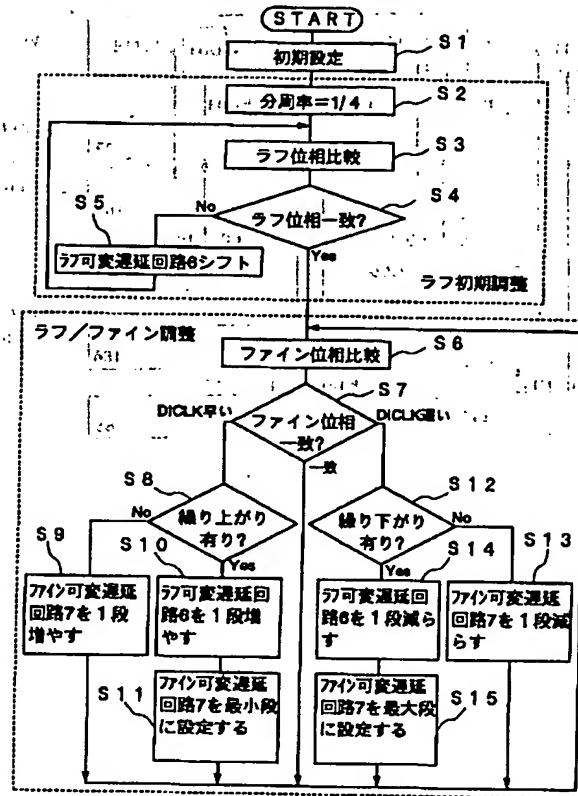 START
初期設定
S1
分周率=1/4
S2
ラフ位相比較
S3
S4
No
ラフ位相一致?
Yes
S5
ラフ可変遅延回路6シフト
ラフ初期調整
ラフ/ファイン調整
ファイン位相比較
S6
S7
DICLK早い
ファイン位相
一致?
DICLK遅い
一致
S8
No
繰り上がり
有り?
Yes
S12
繰り下がり
有り?
No
Yes
S9
ファイン可変遅延
回路7を1段
増やす
S10
ラフ可変遅延回
路6を1段増
やす
S14
ラフ可変遅延回
路6を1段減ら
す
S13
ファイン可変遅延
回路7を1段減
らす
S11
ファイン可変遅延
回路7を最小段
に設定する
ファイン可変遅延
回路7を最大段
に設定する
S15